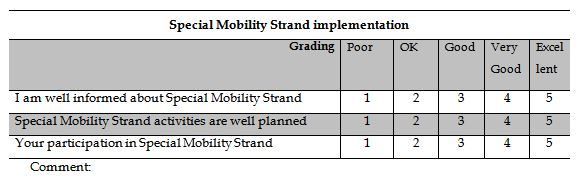 Special Mobility Strand implementation
Grading Poor OK Good Very Good Excel lent
I am well informed about Special Mobility Strand 1 2 3 4 5
Special Mobility Strand activities are well planned 1 2 3 4 5
Your participation in Special Mobility Strand 1 2 3 4 5
Comment: